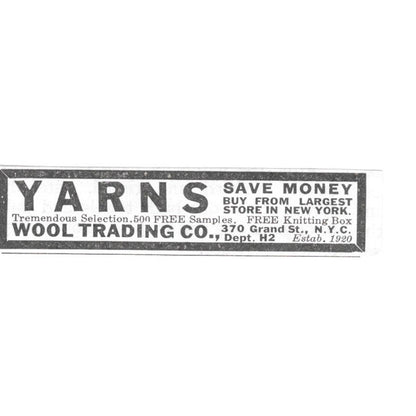 YARNS SAVE MONEY
BUY FROM LARGEST
STORE IN NEW YORK.
Tremendous Selection. 500 FREE Samples. FREE Knitting Box
WOOL TRADING CO., 370 Grand St., N.Y.C.
Dept. H2 Estab. 1920